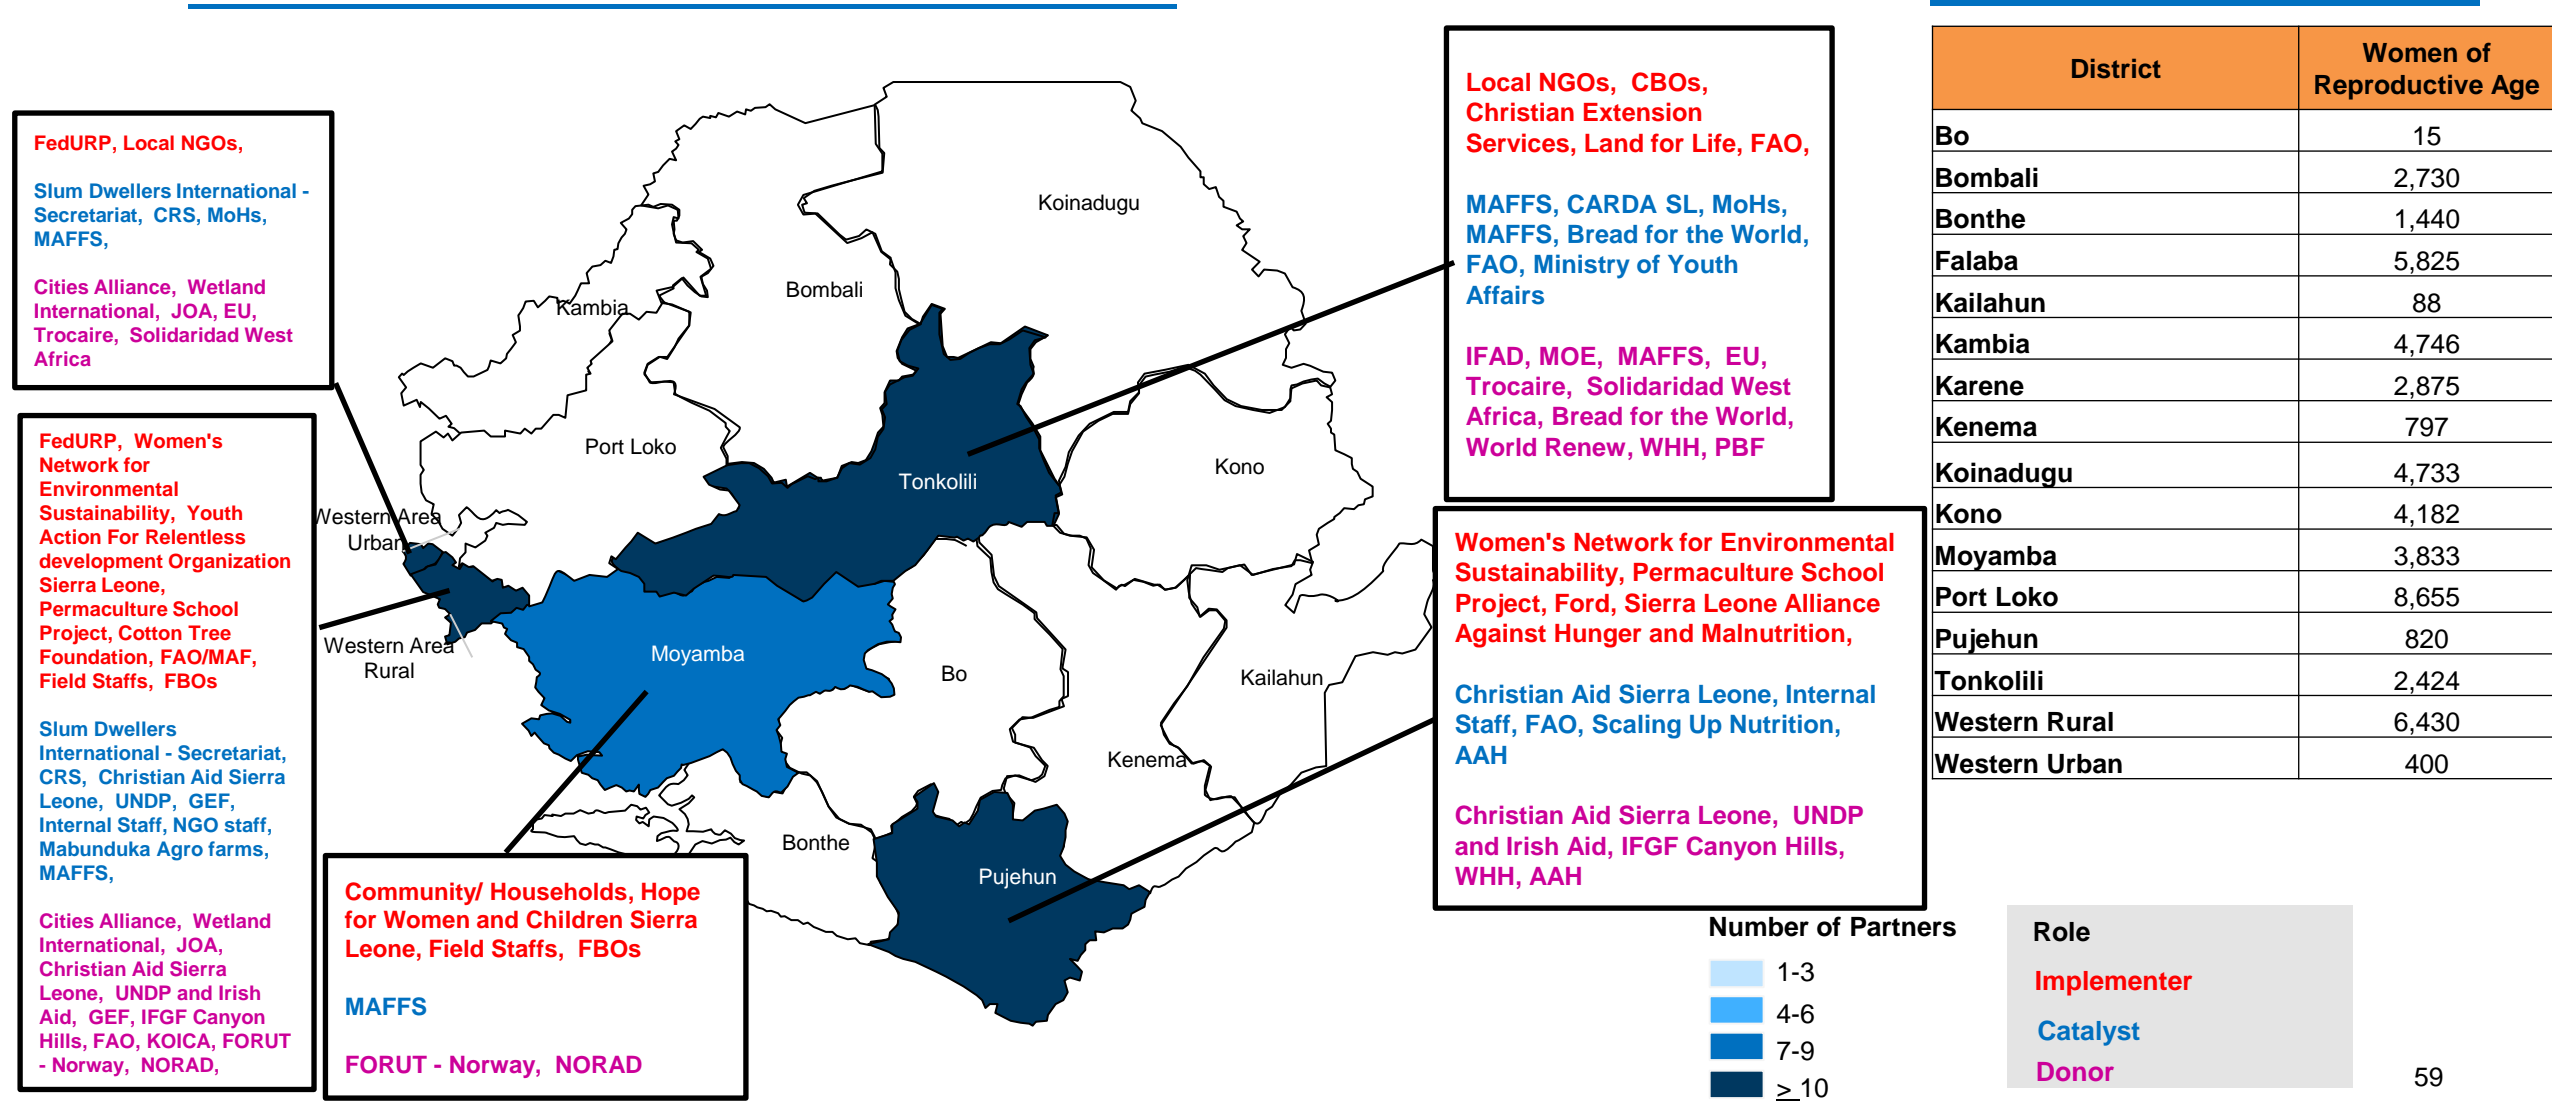 FedURP, Local NGOs,
Slum Dwellers International -
Secretariat, CRS, MoHs,
MAFFS,
Cities Alliance, Wetland
International, JOA, EU,
Trocaire, Solidaridad West
Africa
FedURP, Women's
Network for
Environmental
Sustainability, Youth
Action For Relentless
development Organization
Sierra Leone,
Permaculture School
Project, Cotton Tree
Foundation, FAO/MAF,
Field Staffs, FBOs
Slum Dwellers
International - Secretariat,
CRS, Christian Aid Sierra
Leone, UNDP, GEF,
Internal Staff, NGO staff,
Mabunduka Agro farms,
MAFFS,
Cities Alliance, Wetland
International, JOA,
Christian Aid Sierra
Leone, UNDP and Irish
Aid, GEF, IFGF Canyon
Hills, FAO, KOICA, FORUT
- Norway, NORAD,
Community/ Households, Hope
for Women and Children Sierra
Leone, Field Staffs, FBOs
MAFFS
FORUT - Norway, NORAD
Koinadugu
Bombali
Kambia
Port Loko
Tonkolili
Kono
Western Area
Urban
Western Area
Rural
Moyamba
Bo
Kailahun
Kenema
Bonthe
Pujehun
Local NGOs, CBOs,
Christian Extension
Services, Land for Life, FAO,
MAFFS, CARDA SL, MoHs,
MAFFS, Bread for the World,
FAO, Ministry of Youth
Affairs
IFAD, MOE, MAFFS, EU,
Trocaire, Solidaridad West
Africa, Bread for the World,
World Renew, WHH, PBF
Women's Network for Environmental
Sustainability, Permaculture School
Project, Ford, Sierra Leone Alliance
Against Hunger and Malnutrition,
Christian Aid Sierra Leone, Internal
Staff, FAO, Scaling Up Nutrition,
AAH
Christian Aid Sierra Leone, UNDP
and Irish Aid, IFGF Canyon Hills,
WHH, AAH
District Women of
Reproductive Age
Bo 15
Bombali 2,730
Bonthe 1,440
Falaba 5,825
Kailahun 88
Kambia 4,746
Karene 2,875
Kenema 797
Koinadugu 4,733
Kono 4,182
Moyamba 3,833
Port Loko 8,655
Pujehun 820
Tonkolili 2,424
Western Rural 6,430
Western Urban 400
Number of Partners
1-3
4-6
7-9
≥ 10
Role
Implementer
Catalyst
Donor
59